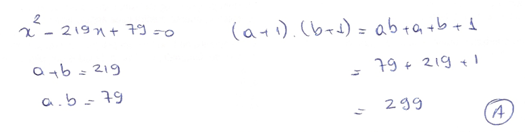 x² - 219x + 79 = 0
a + b = 219
a . b = 79
(a+1) . (b+1) = ab + a + b + 1
= 79 + 219 + 1
= 299
A